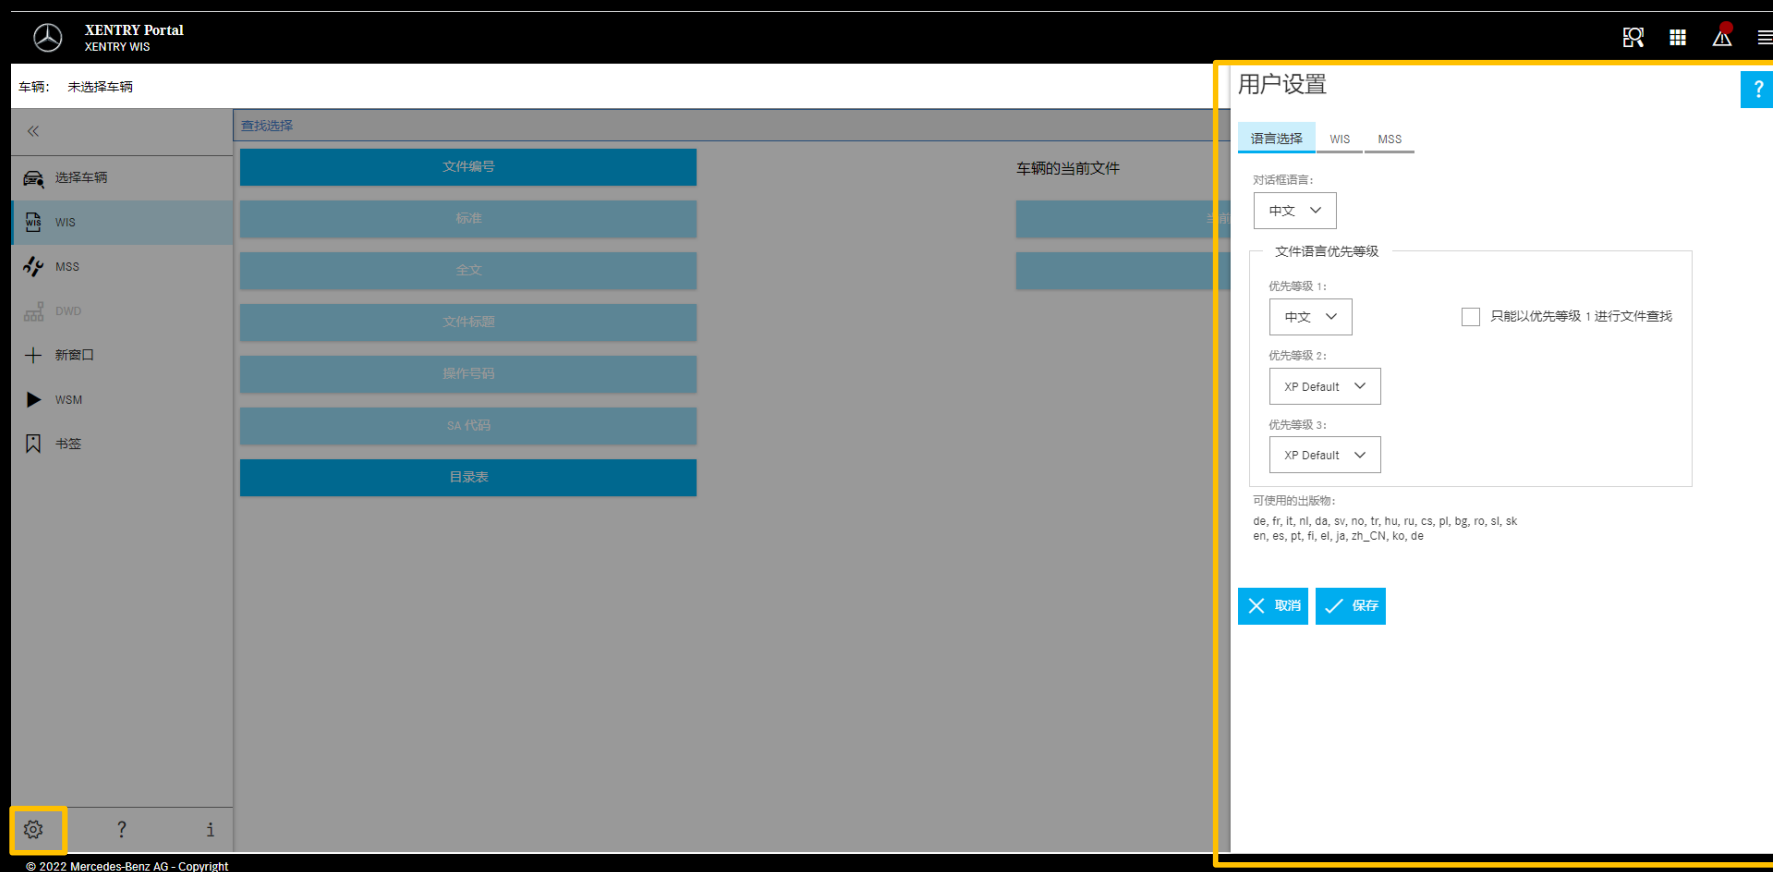 XENTRY Portal
XENTRY WIS
车辆： 未选择车辆
选择车辆
WIS
WIS
MSS
DWD
新窗口
WSM
书签
?
i
© 2022 Mercedes-Benz AG - Copyright
查找选择
文件编号
标准
全文
文件标题
操作号码
SA 代码
目录表
车辆的当前文件
当前
用户设置
?
语言选择 WIS MSS
对话框语言：
中文
文件语言优先等级
优先等级 1：
中文
只能以优先等级 1 进行文件查找
优先等级 2：
XP Default
优先等级 3：
XP Default
可使用的出版物：
de, fr, it, nl, da, sv, no, tr, hu, ru, cs, pl, bg, ro, sl, sk
en, es, pt, fi, el, ja, zh_CN, ko, de
取消 保存